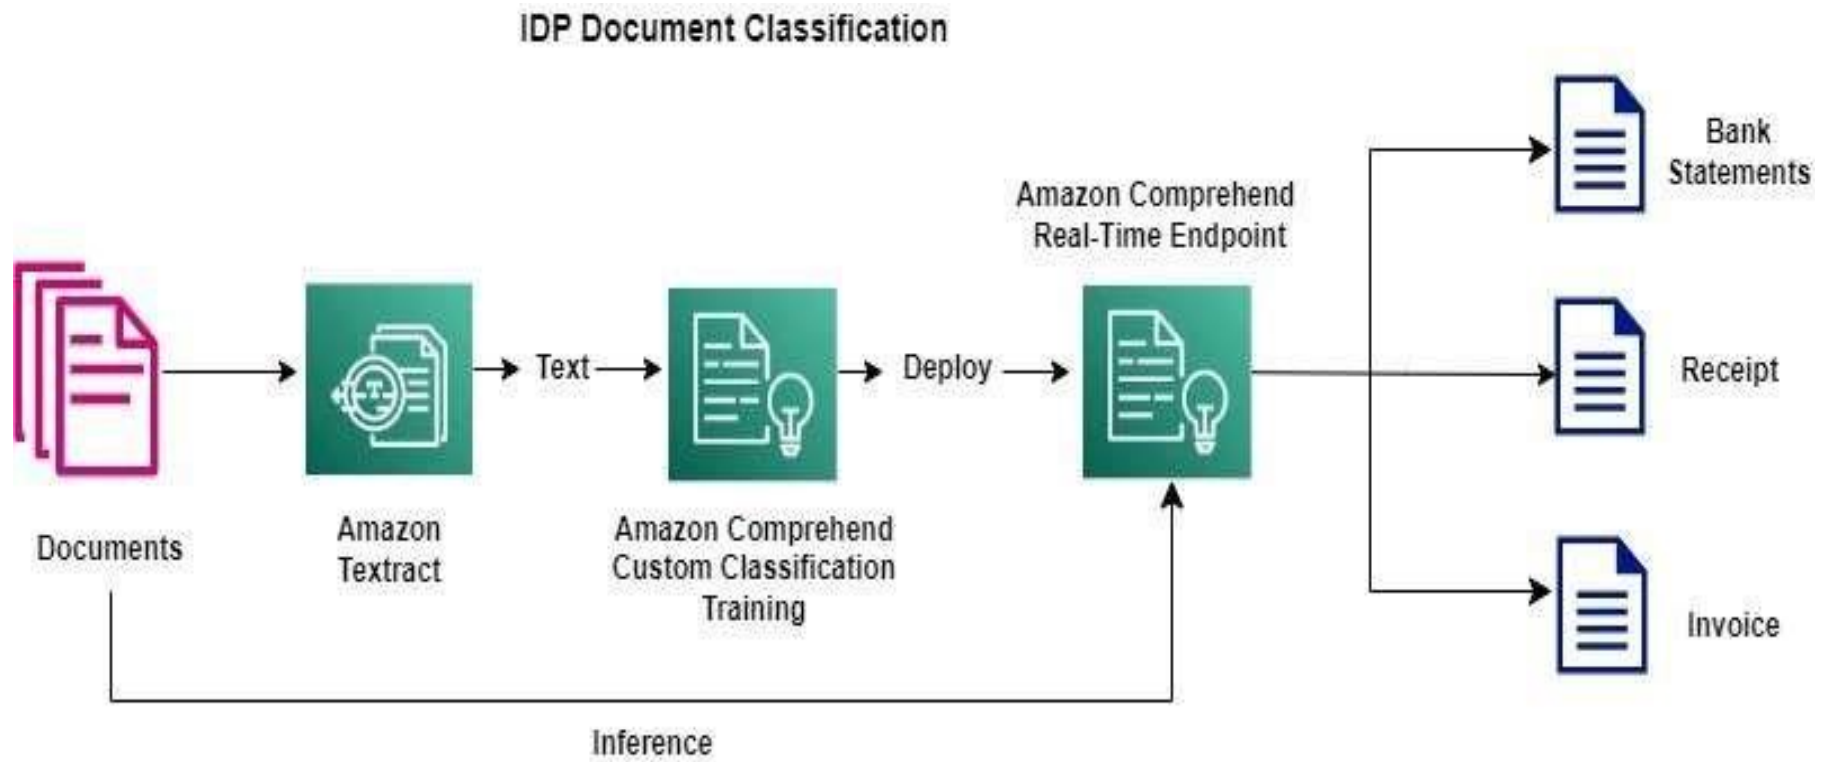 IDP Document Classification
Bank
Statements
Amazon Comprehend
Real-Time Endpoint
Text
Deploy
Receipt
Documents
Amazon
Textract
Amazon Comprehend
Custom Classification
Training
Invoice
Inference